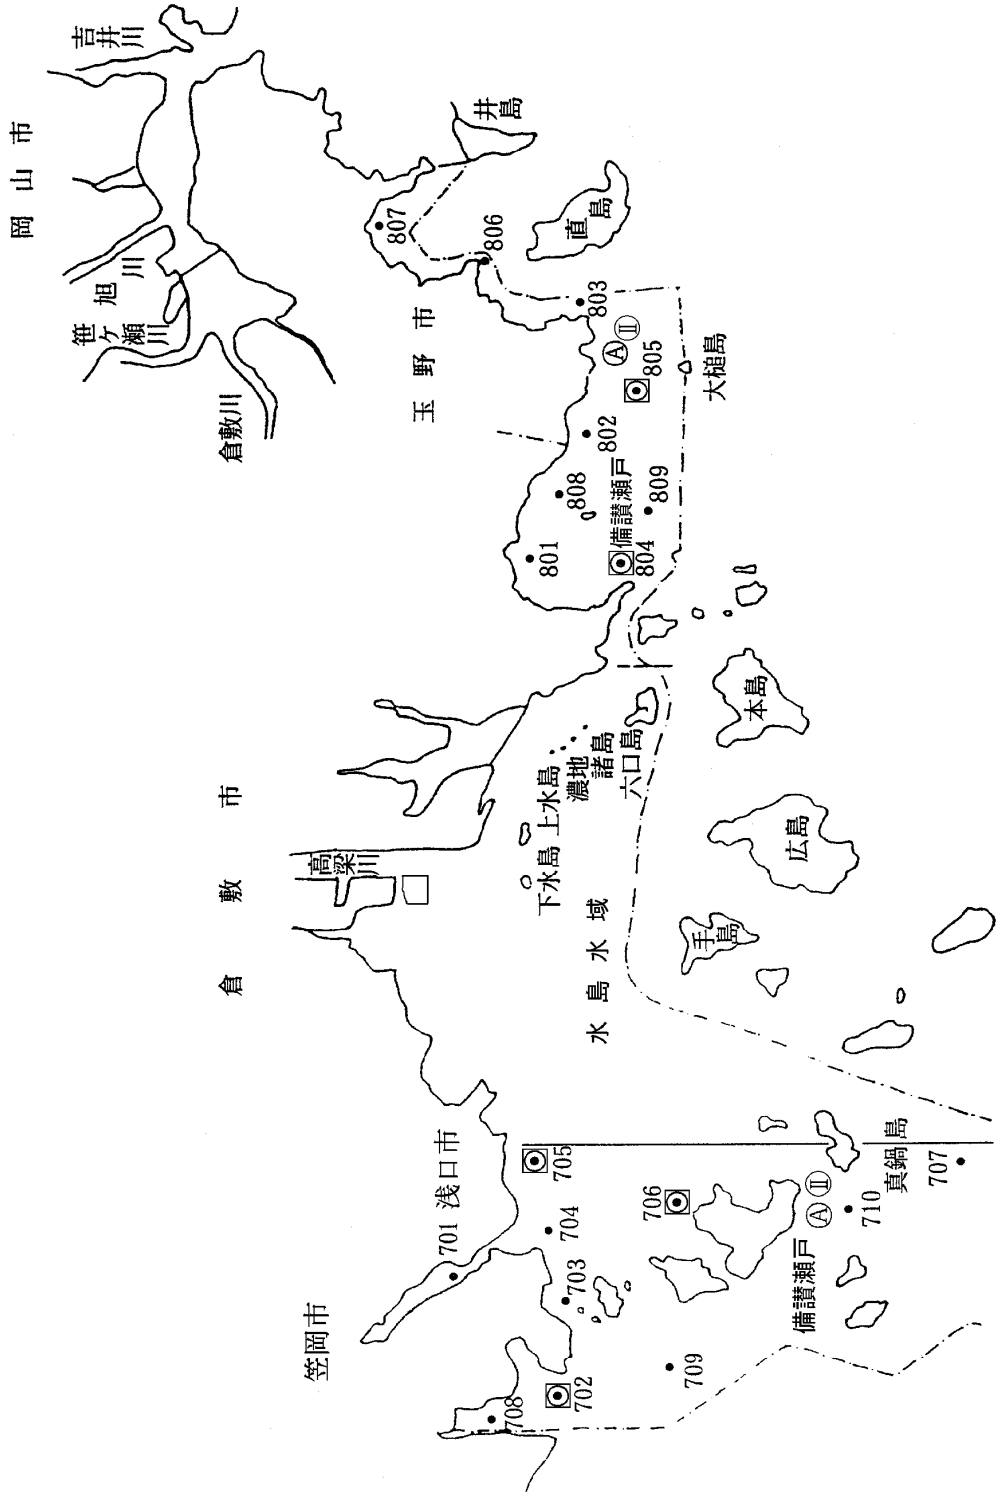 岡山市
吉井川
旭川
笹ヶ瀬川
倉敷川
井島
直島
807
806
玉野市
803
Ⓐ Ⅱ
805
大槌島
802
808
備讃瀬戸
809
801
804
本島
倉敷市
濃地諸島
六口島
上水島
下水島
高梁川
広島
手島
水島水域
浅口市
701
705
704
703
706
真鍋島
707
Ⓐ Ⅱ
710
備讃瀬戸
笠岡市
702
708
709